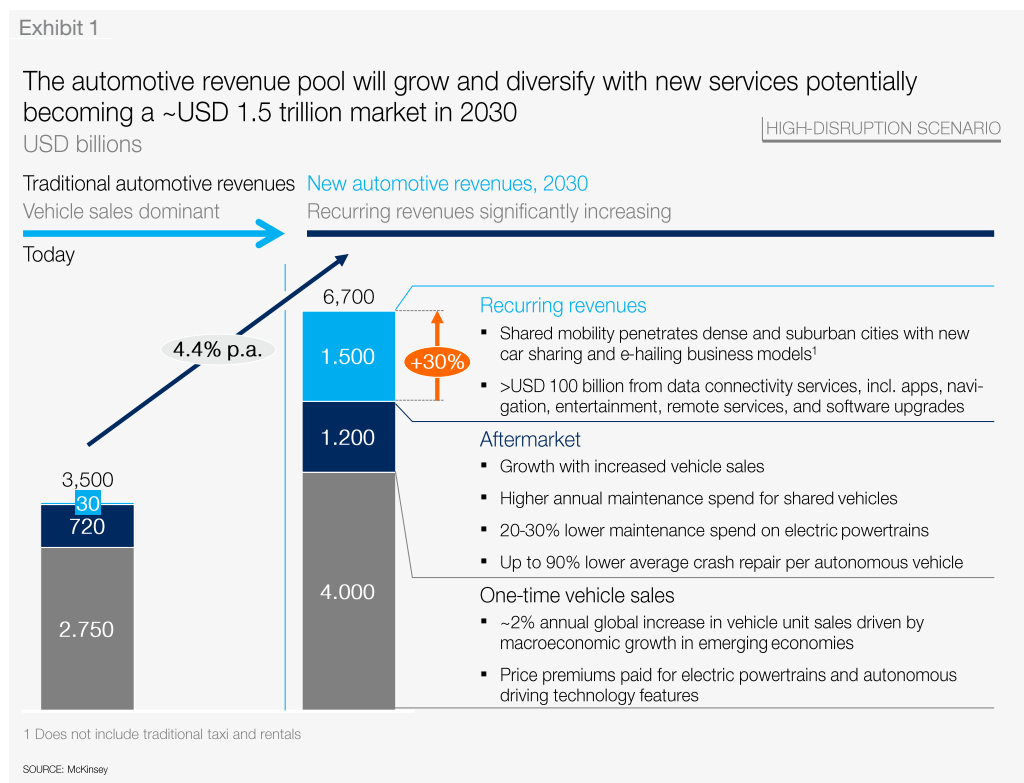 Exhibit 1
The automotive revenue pool will grow and diversify with new services potentially
becoming a ~USD 1.5 trillion market in 2030
USD billions
HIGH-DISRUPTION SCENARIO
Traditional automotive revenues
Vehicle sales dominant
New automotive revenues, 2030
Recurring revenues significantly increasing
Today
4.4% p.a.
3,500
30
720
2.750
6,700
1.500
+30%
1.200
4.000
Recurring revenues
▪ Shared mobility penetrates dense and suburban cities with new
car sharing and e-hailing business models¹
▪ >USD 100 billion from data connectivity services, incl. apps, navi-
gation, entertainment, remote services, and software upgrades
Aftermarket
▪ Growth with increased vehicle sales
▪ Higher annual maintenance spend for shared vehicles
▪ 20-30% lower maintenance spend on electric powertrains
▪ Up to 90% lower average crash repair per autonomous vehicle
One-time vehicle sales
▪ ~2% annual global increase in vehicle unit sales driven by
macroeconomic growth in emerging economies
▪ Price premiums paid for electric powertrains and autonomous
driving technology features
1 Does not include traditional taxi and rentals
SOURCE: McKinsey